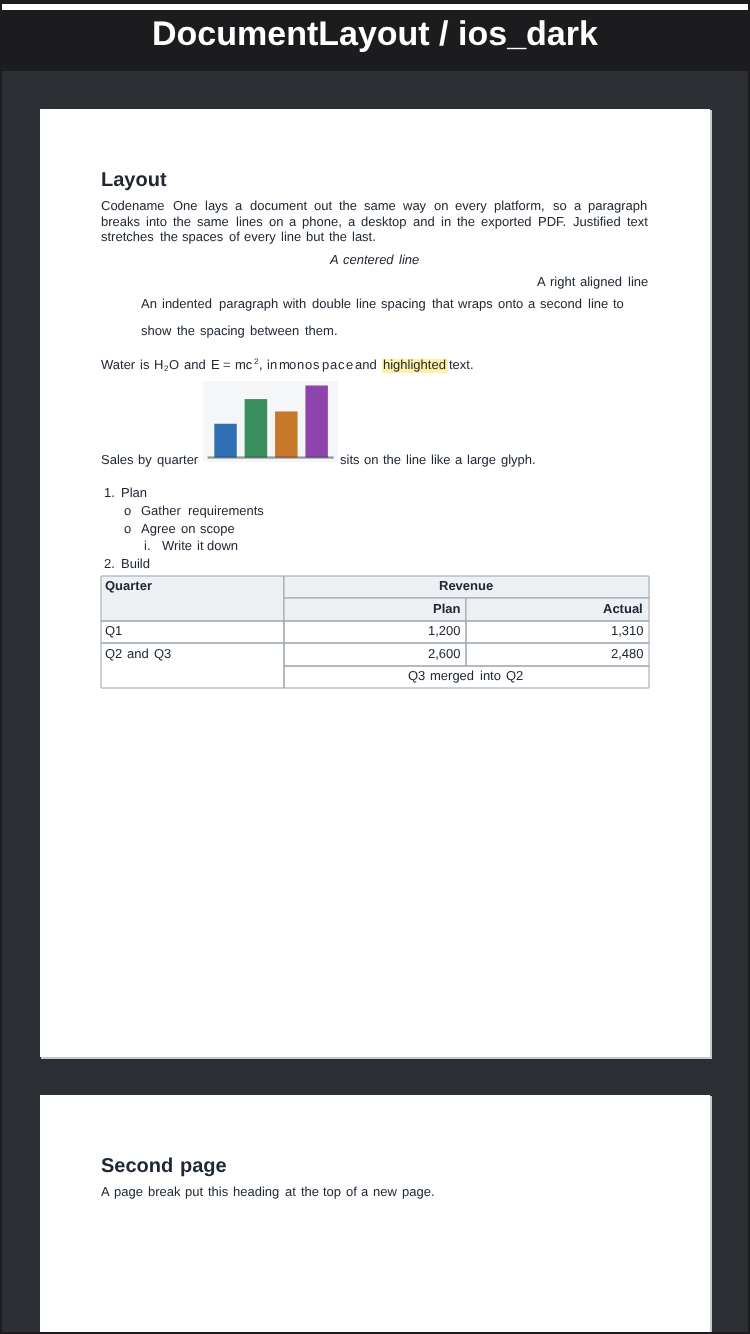 DocumentLayout / ios_dark
Layout
Codename One lays a document out the same way on every platform, so a paragraph
breaks into the same lines on a phone, a desktop and in the exported PDF. Justified text
stretches the spaces of every line but the last.
A centered line
A right aligned line
An indented paragraph with double line spacing that wraps onto a second line to
show the spacing between them.
Water is H₂O and E = mc², in monospace and highlighted text.
Sales by quarter sits on the line like a large glyph.
1. Plan
o Gather requirements
o Agree on scope
i. Write it down
2. Build
Quarter Revenue
Plan Actual
Q1 1,200 1,310
Q2 and Q3 2,600 2,480
Q3 merged into Q2
Second page
A page break put this heading at the top of a new page.